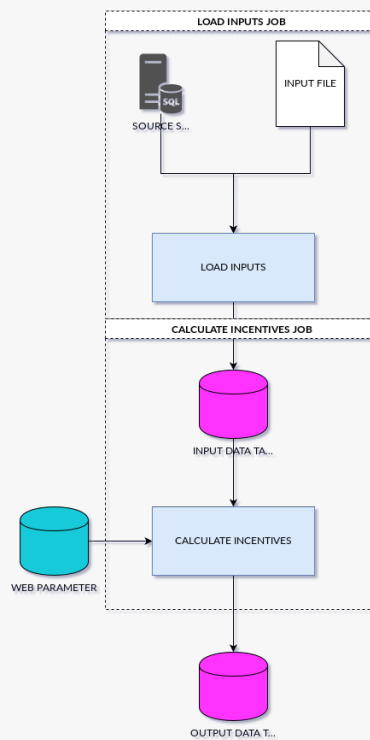 LOAD INPUTS JOB
INPUT FILE
SQL
SOURCE S...
LOAD INPUTS
CALCULATE INCENTIVES JOB
INPUT DATA TA...
CALCULATE INCENTIVES
WEB PARAMETER
OUTPUT DATA T...